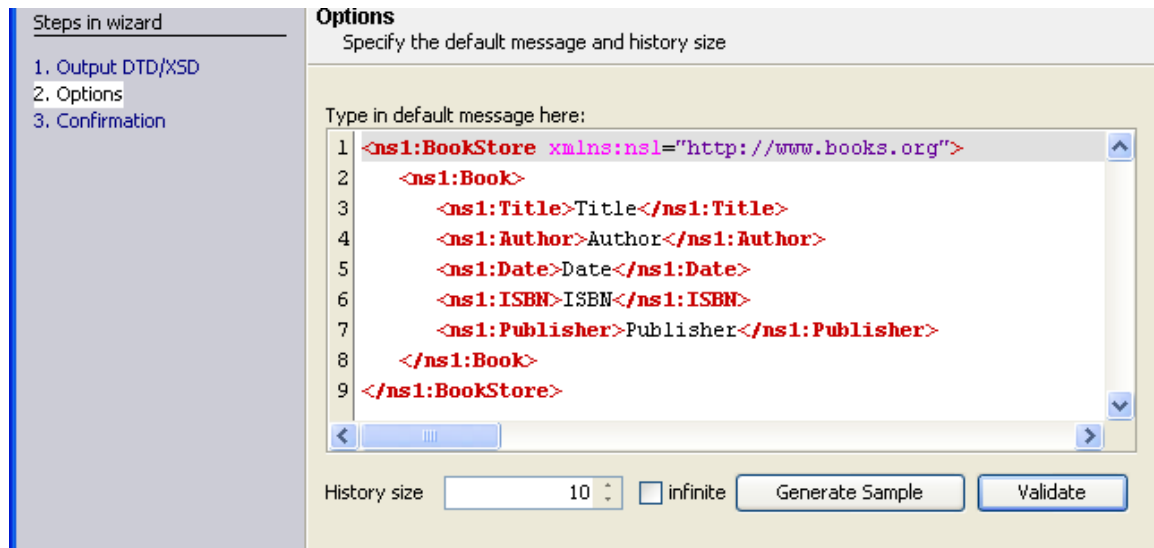 Steps in wizard
1. Output DTD/XSD
2. Options
3. Confirmation
Options
Specify the default message and history size
Type in default message here:
1 <ns1:BookStore xmlns:nsl="http://www.books.org">
2 <ns1:Book>
3 <ns1:Title>Title</ns1:Title>
4 <ns1:Author>Author</ns1:Author>
5 <ns1:Date>Date</ns1:Date>
6 <ns1:ISBN>ISBN</ns1:ISBN>
7 <ns1:Publisher>Publisher</ns1:Publisher>
8 </ns1:Book>
9 </ns1:BookStore>
History size 10 infinite Generate Sample Validate